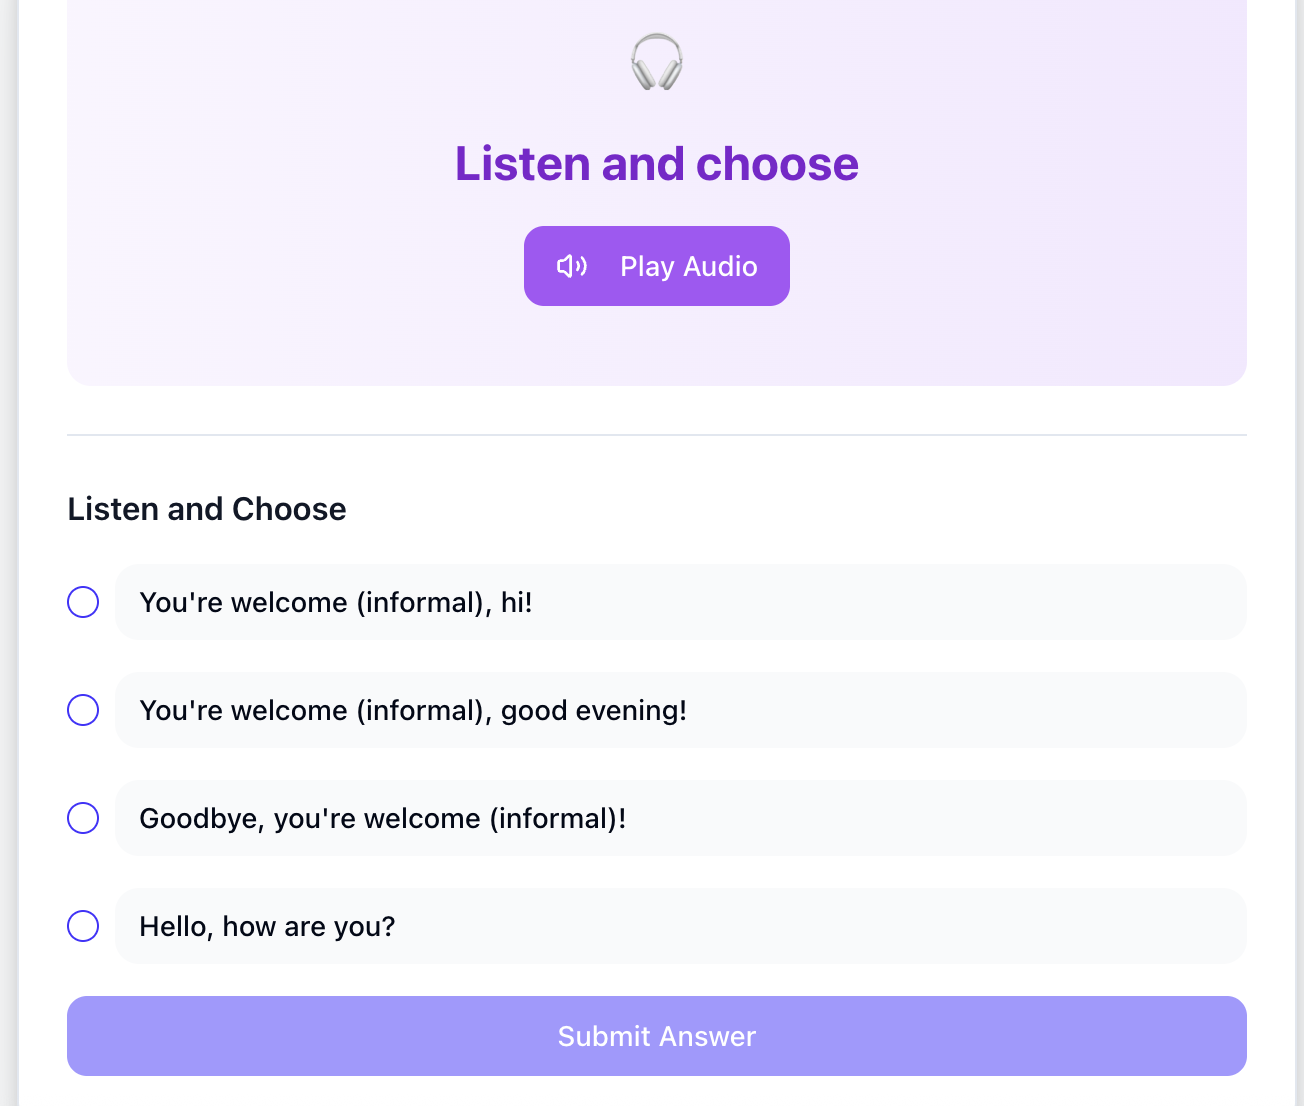 Listen and choose
Play Audio
Listen and Choose
You're welcome (informal), hi!
You're welcome (informal), good evening!
Goodbye, you're welcome (informal)!
Hello, how are you?
Submit Answer